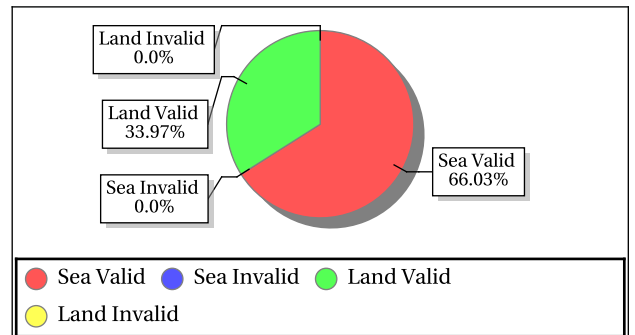 Land Invalid
0.0%
Land Valid
33.97%
Sea Invalid
0.0%
Sea Valid
66.03%
Sea Valid Sea Invalid Land Valid
Land Invalid